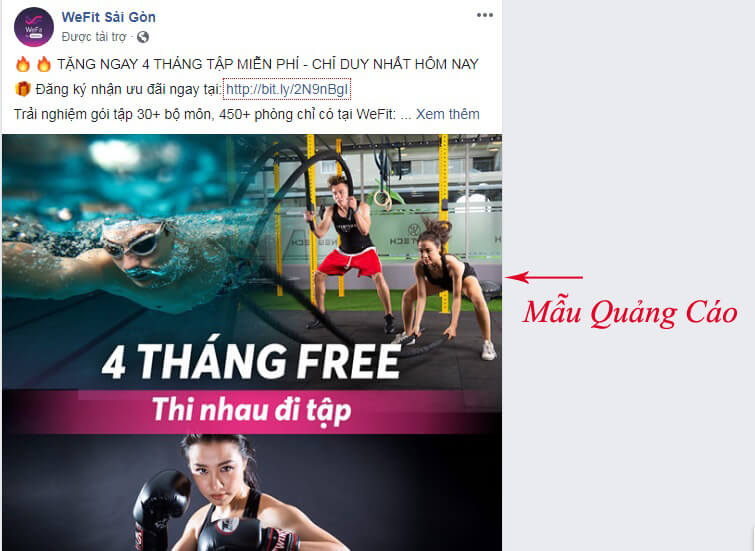 WeFit Sài Gòn
Được tài trợ ·
TẶNG NGAY 4 THÁNG TẬP MIỄN PHÍ - CHỈ DUY NHẤT HÔM NAY
Đăng ký nhận ưu đãi ngay tại: http://bit.ly/2N9nBgI
Trải nghiệm gói tập 30+ bộ môn, 450+ phòng chỉ có tại WeFit: ... Xem thêm
Mẫu Quảng Cáo
4 THÁNG FREE
Thi nhau đi tập